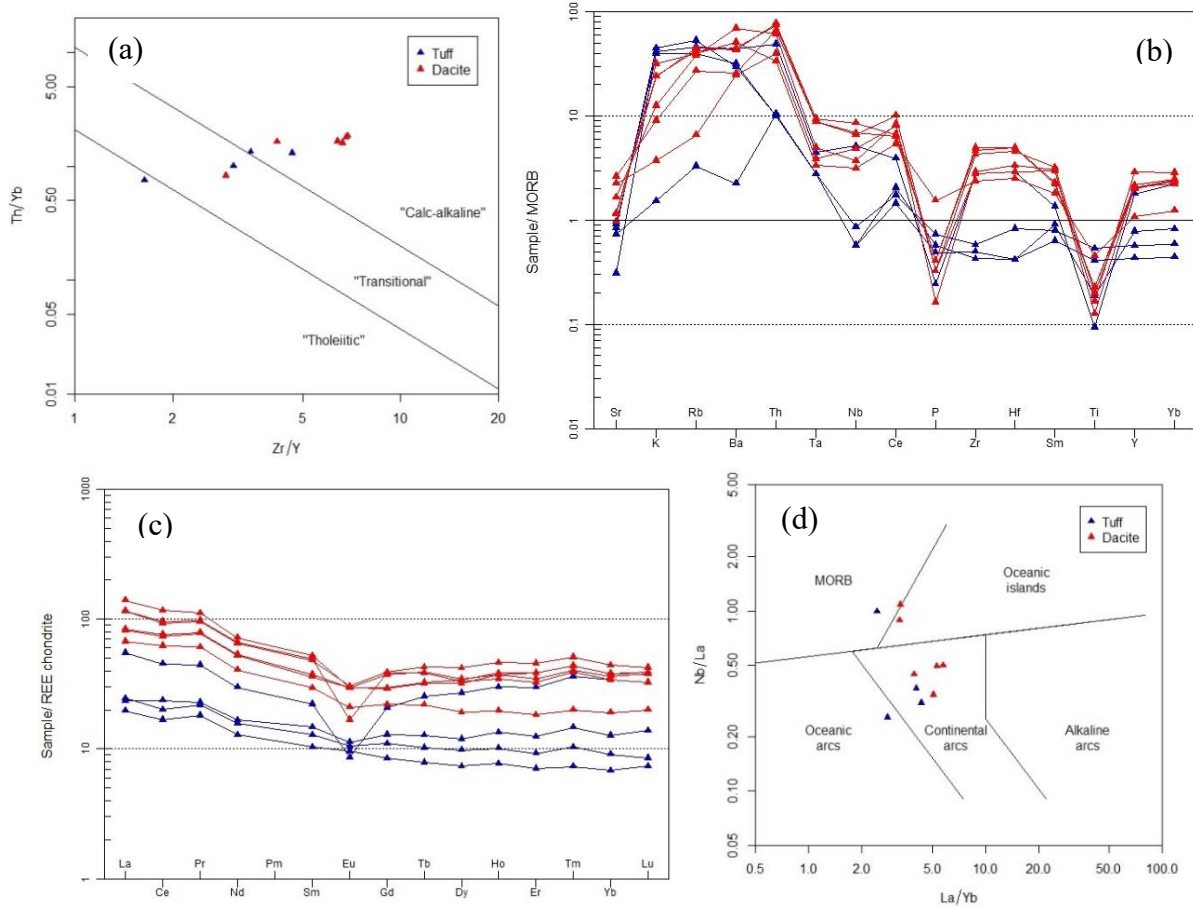 (a)
Tuff
Dacite
5.00
0.50
0.05
0.01
Th/Yb
"Calc-alkaline"
"Transitional"
"Tholeiitic"
1 2 5 10 20
Zr/Y
(b)
100
10
1
0.1
0.01
Sample/ MORB
Sr Rb Th Nb P Hf Ti Yb
K Ba Ta Ce Zr Sm Y
(c)
1000
100
10
1
Sample/ REE chondrite
La Pr Pm Eu Tb Ho Tm Lu
Ce Nd Sm Gd Dy Er Yb
(d)
Tuff
Dacite
5.00
2.00
1.00
0.50
0.20
0.10
0.05
Nb/La
MORB
Oceanic
islands
Oceanic
arcs
Continental
arcs
Alkaline
arcs
0.5 1.0 2.0 5.0 10.0 20.0 50.0 100.0
La/Yb